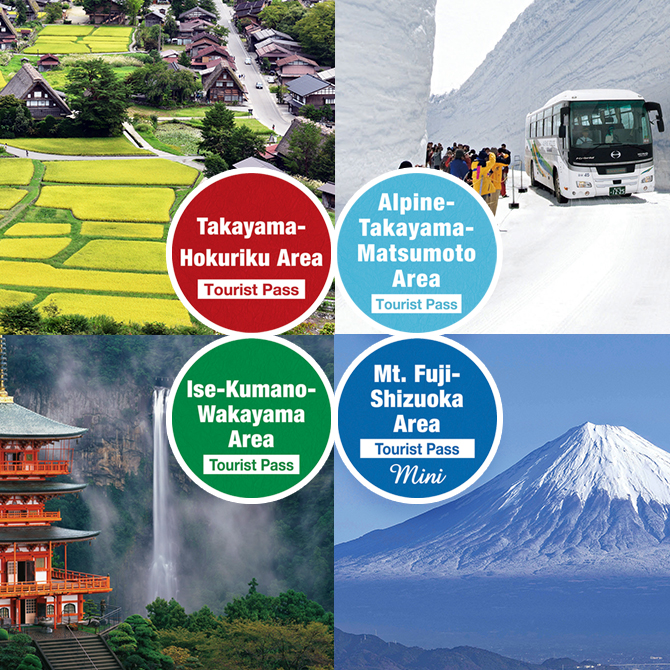 Takayama-
Hokuriku Area
Tourist Pass
Alpine-
Takayama-
Matsumoto
Area
Tourist Pass
Ise-Kumano-
Wakayama
Area
Tourist Pass
Mt. Fuji-
Shizuoka
Area
Tourist Pass
Mini